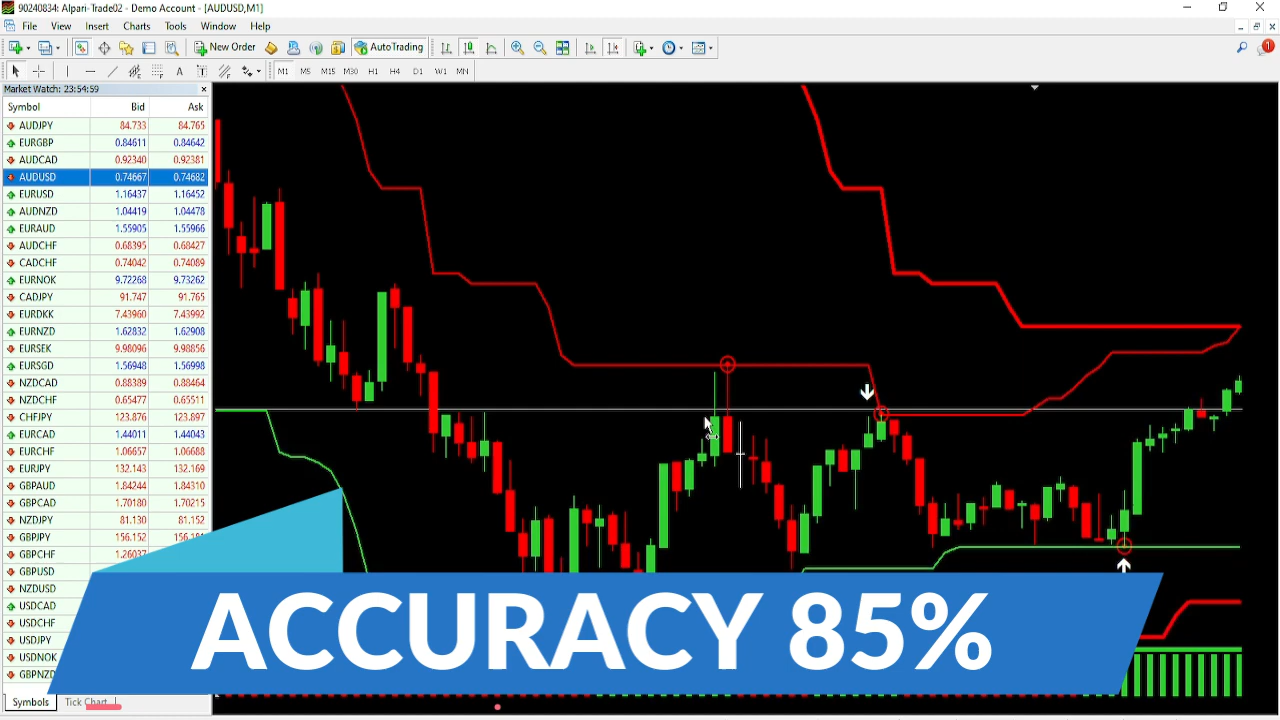 90240834: Alpari-Trade02 - Demo Account - [AUDUSD,M1]
File View Insert Charts Tools Window Help
New Order AutoTrading 1
A T M1 M5 M15 M30 H1 H4 D1 W1 MN
Market Watch: 23:54:59
Symbol Bid Ask
AUDJPY 84.733 84.765
EURGBP 0.84611 0.84642
AUDCAD 0.92340 0.92381
AUDUSD 0.74667 0.74682
EURUSD 1.16437 1.16452
AUDNZD 1.04419 1.04478
EURAUD 1.55905 1.55966
AUDCHF 0.68395 0.68427
CADCHF 0.74042 0.74089
EURNOK 9.72268 9.73262
CADJPY 91.747 91.765
EURDKK 7.43960 7.43992
EURNZD 1.62832 1.62908
EURSEK 9.98096 9.98856
EURSGD 1.56948 1.56998
NZDCAD 0.88389 0.88464
NZDCHF 0.65477 0.65511
CHFJPY 123.876 123.897
EURCAD 1.44011 1.44043
EURCHF 1.06657 1.06688
EURJPY 132.143 132.169
GBPAUD 1.84244 1.84310
GBPCAD 1.70180 1.70215
NZDJPY 81.130 81.152
GBPJPY 156.152
GBPCHF
GBPUSD
NZDUSD
USDCAD
USDCHF
USDJPY
USDNOK
GBPNZD
Symbols Tick Chart
ACCURACY 85%